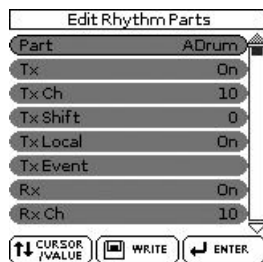 Edit Rhythm Parts
Part ADrum
Tx On
Tx Ch 10
Tx Shift 0
Tx Local On
Tx Event
Rx On
Rx Ch 10
CURSOR /VALUE WRITE ENTER